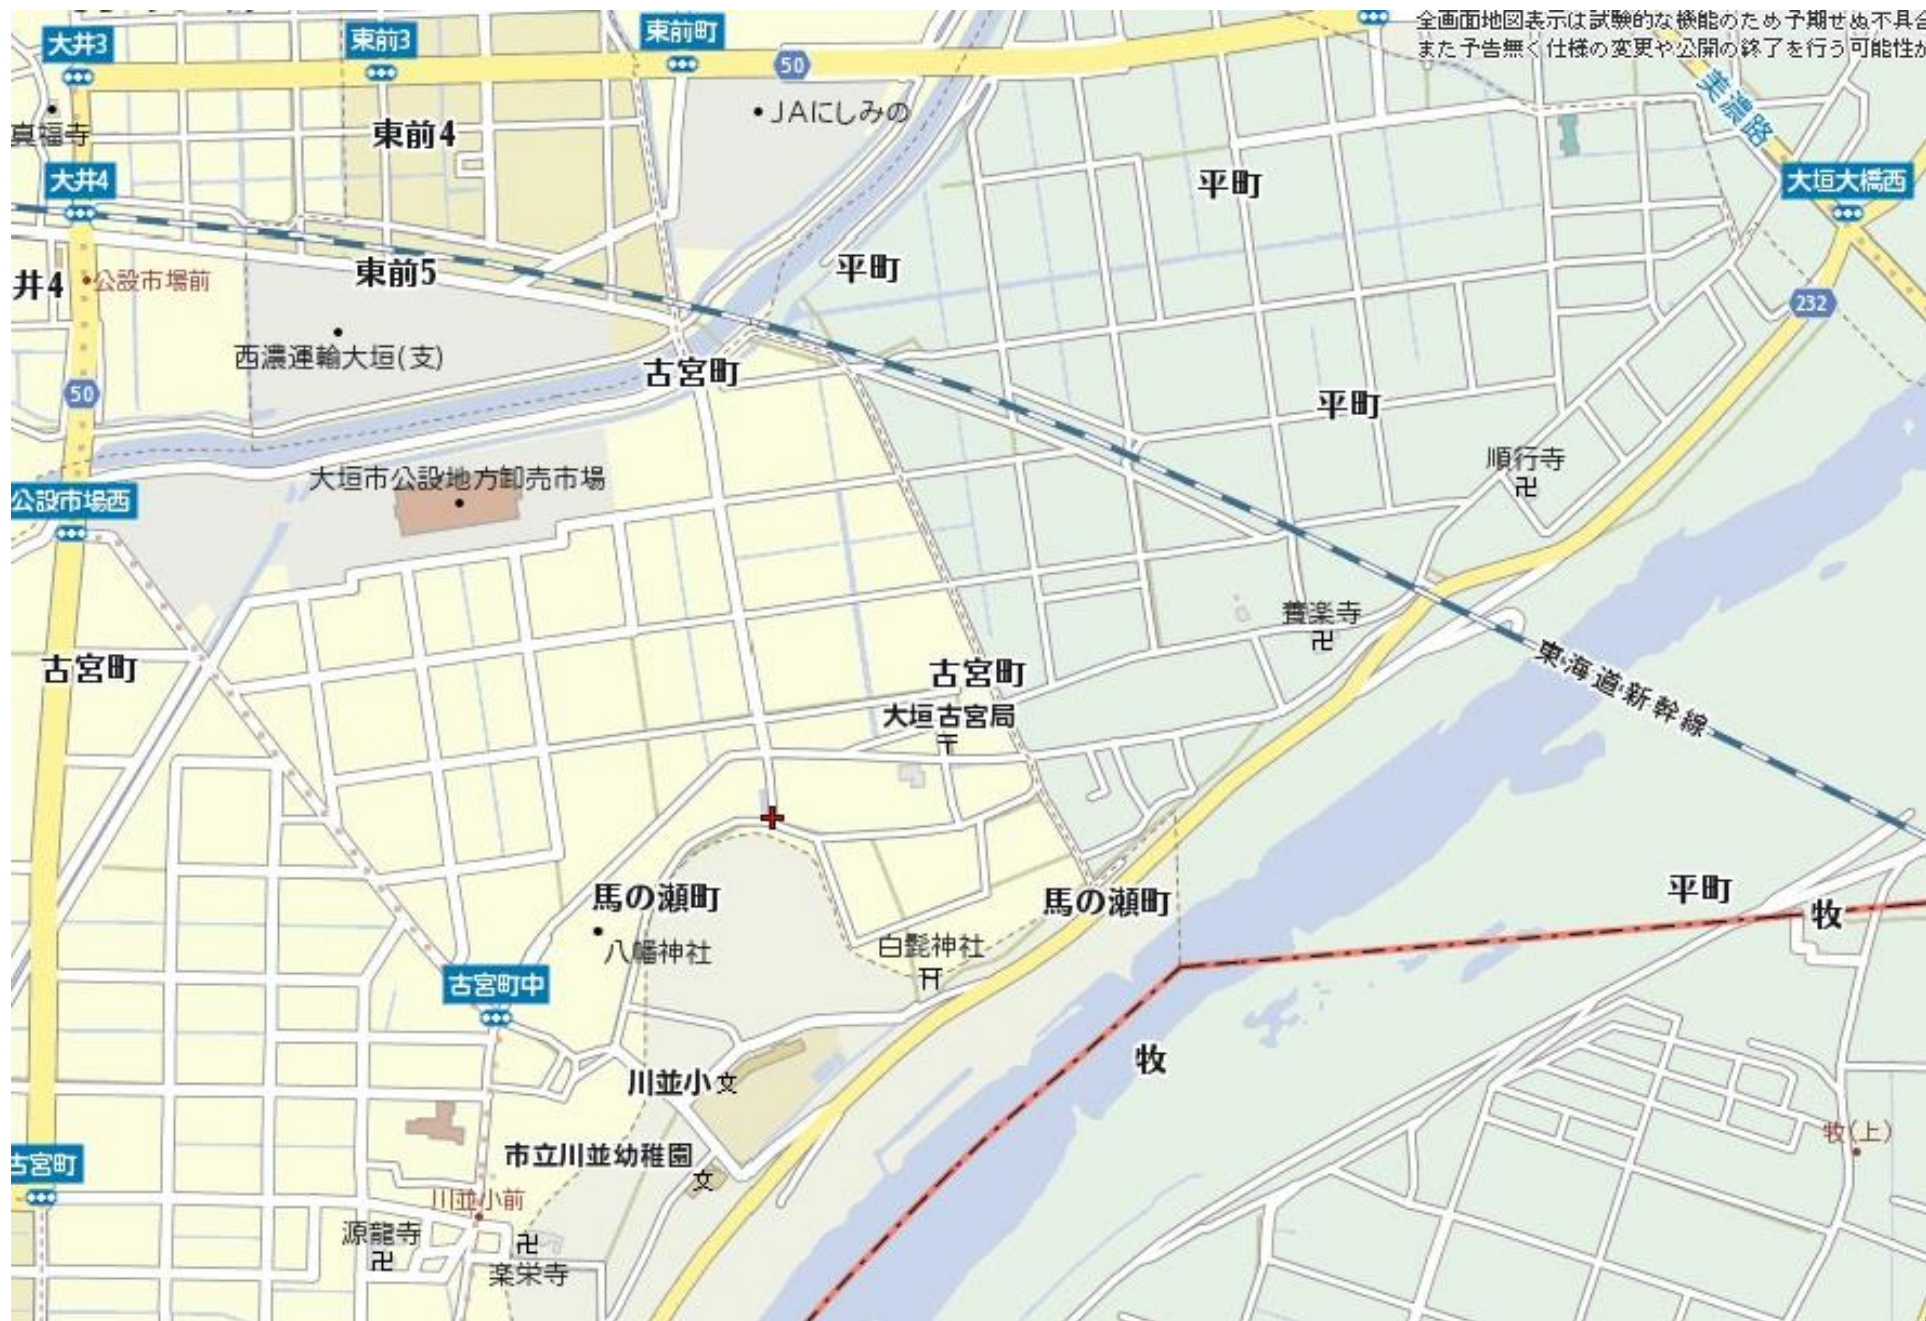 全画面地図表示は試験的な機能のため予期せぬ不具合
また予告無く仕様の変更や公開の終了を行う可能性が
大井3
東前3
東前町
50
JAにしみの
美濃路
真福寺
東前4
大井4
平町
大垣大橋西
公設市場前
井4
東前5
平町
232
西濃運輸大垣(支)
古宮町
50
平町
順行寺
大垣市公設地方卸売市場
公設市場西
養楽寺
古宮町
古宮町
東海道新幹線
大垣古宮局
馬の瀬町
馬の瀬町
平町
牧
八幡神社
白髭神社
古宮町中
牧
川並小
文
牧(上)
市立川並幼稚園
文
古宮町
川並小前
源龍寺
楽栄寺